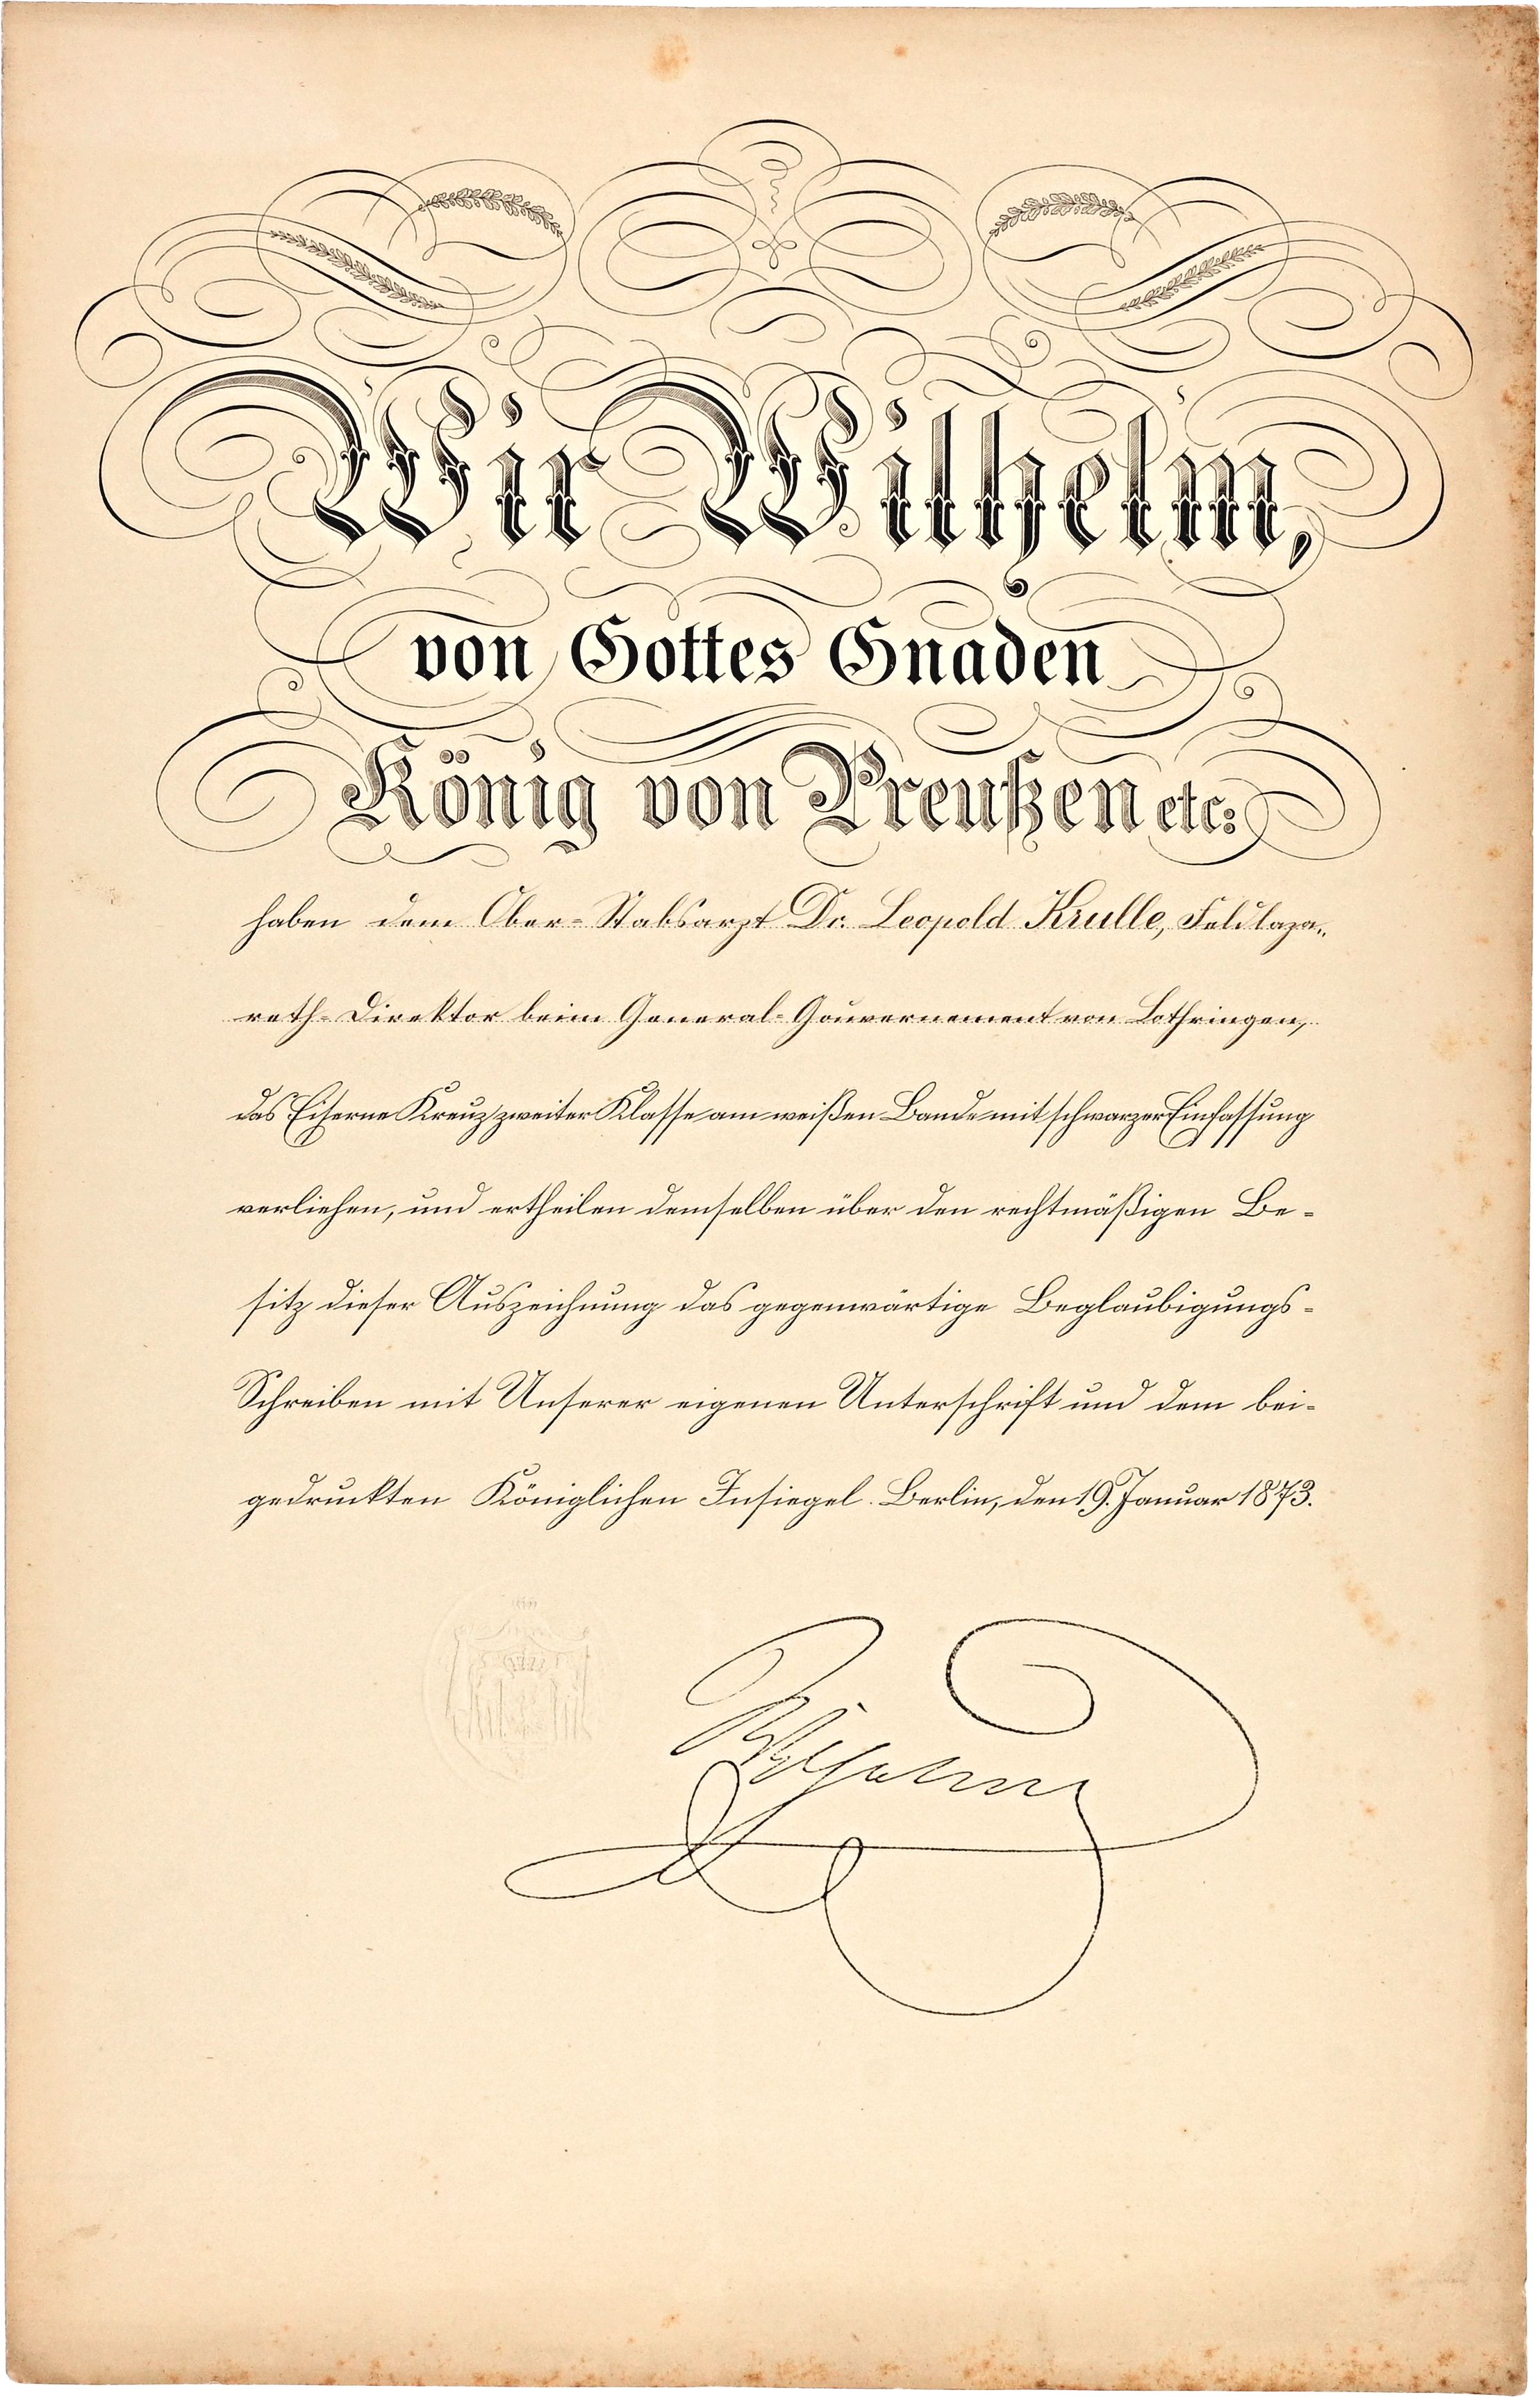 Wir Wilhelm,
von Gottes Gnaden
König von Preußen etc:
haben dem Ober-Stabsarzt Dr. Leopold Krulle, Feldlaza-
reth-Direktor beim General-Gouvernement von Lothringen,
das Eiserne Kreuz zweiter Klasse am weißen Bande mit schwarzer Einfassung
verliehen, und ertheilen demselben über den rechtmäßigen Be-
sitz dieser Auszeichnung das gegenwärtige Beglaubigungs-
Schreiben mit Unserer eigenen Unterschrift und dem bei-
gedruckten Königlichen Insiegel. Berlin, den 19. Januar 1873.
Wilhelm